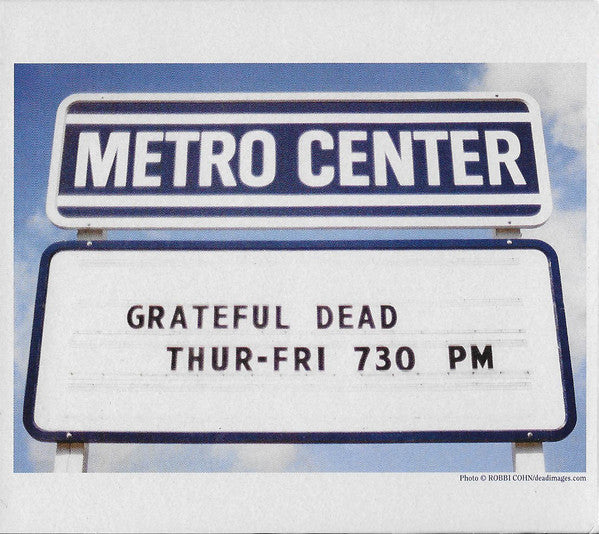 METRO CENTER
GRATEFUL DEAD
THUR-FRI 730 PM
Photo © ROBBI COHN/deadimages.com